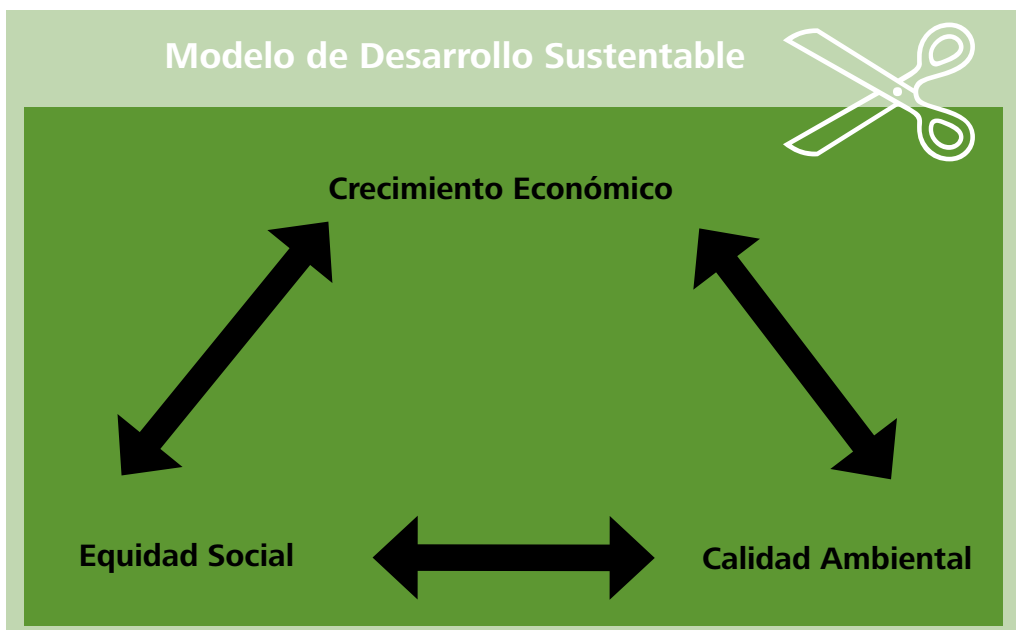 Modelo de Desarrollo Sustentable
Crecimiento Económico
Equidad Social
Calidad Ambiental